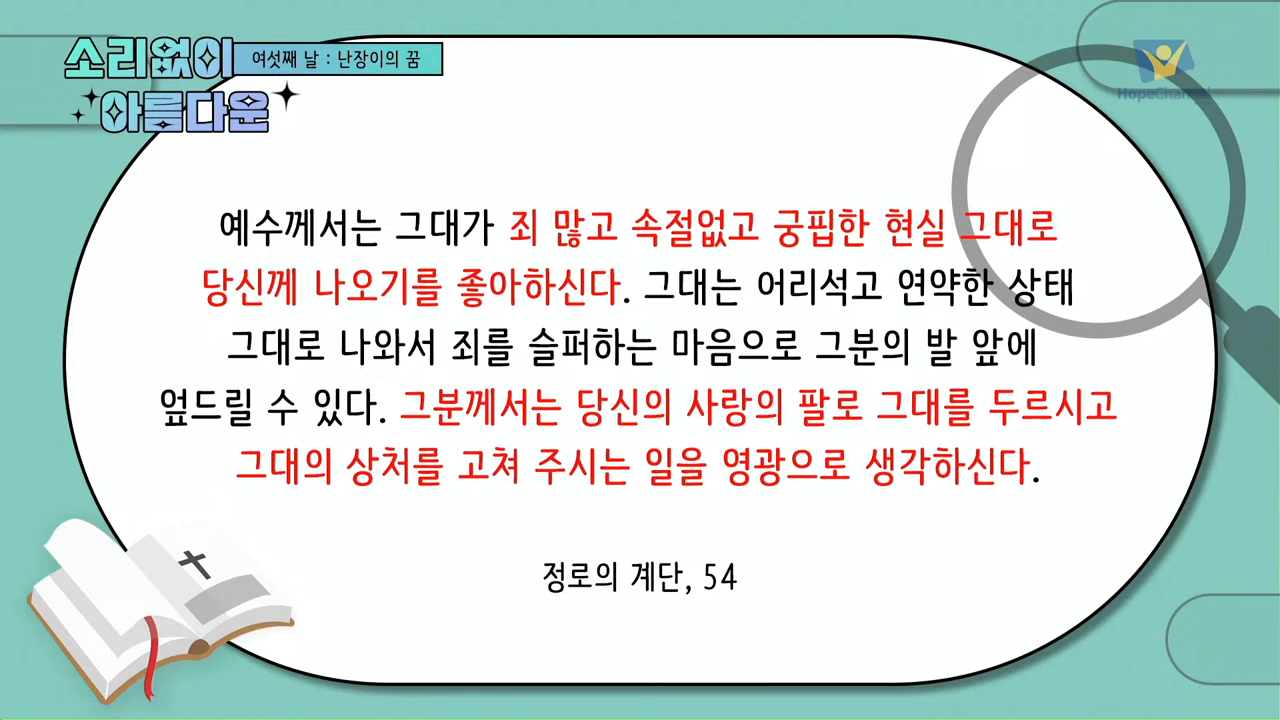 소리없이
여섯째 날 : 난장이의 꿈
아름다운
HopeChannel
예수께서는 그대가 죄 많고 속절없고 궁핍한 현실 그대로
당신께 나오기를 좋아하신다. 그대는 어리석고 연약한 상태
그대로 나와서 죄를 슬퍼하는 마음으로 그분의 발 앞에
엎드릴 수 있다. 그분께서는 당신의 사랑의 팔로 그대를 두르시고
그대의 상처를 고쳐 주시는 일을 영광으로 생각하신다.
정로의 계단, 54